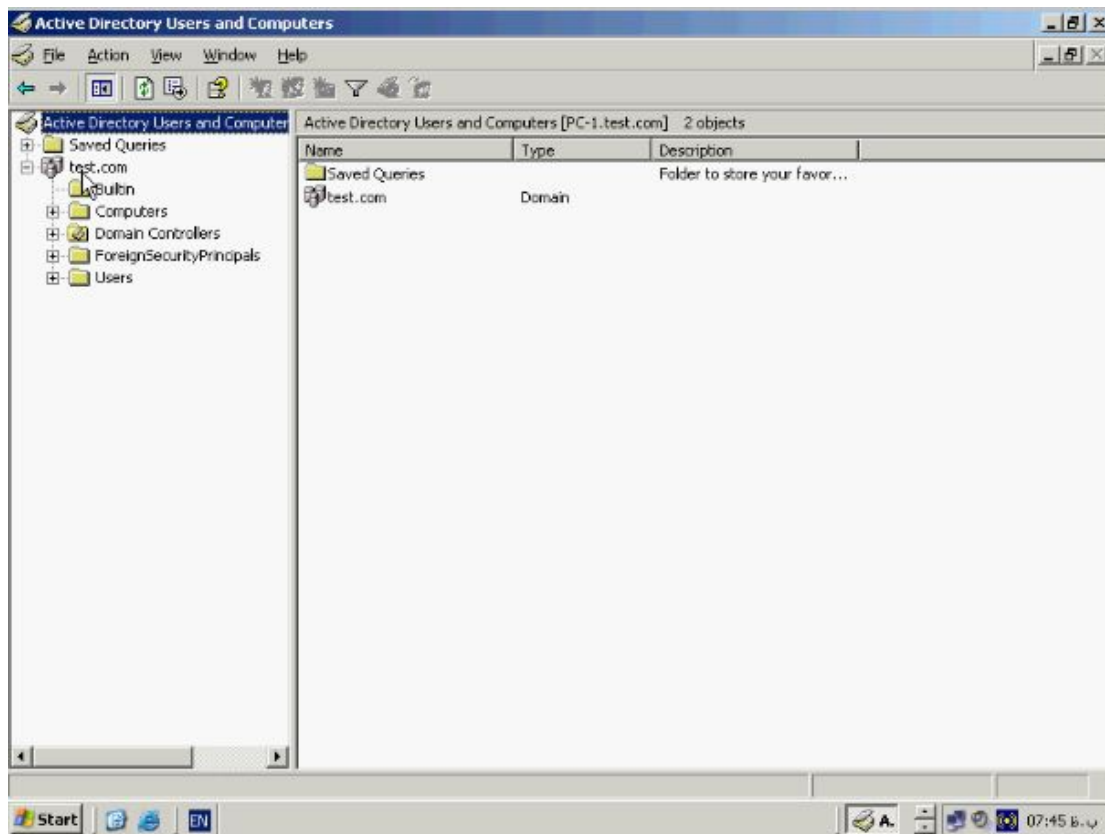 Active Directory Users and Computers
File Action View Window Help
Active Directory Users and Computer
Saved Queries
test.com
Builtin
Computers
Domain Controllers
ForeignSecurityPrincipals
Users
Active Directory Users and Computers [PC-1.test.com] 2 objects
Name Type Description
Saved Queries Folder to store your favor...
test.com Domain
Start EN A. 07:45 ب.ظ